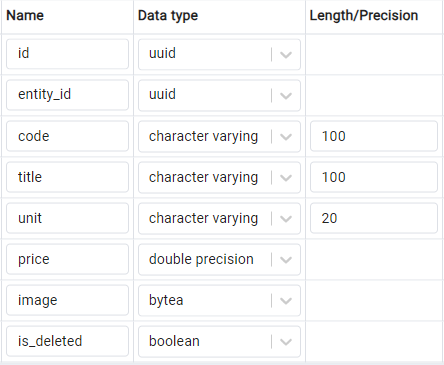 Name Data type Length/Precision
id uuid
entity_id uuid
code character varying 100
title character varying 100
unit character varying 20
price double precision
image bytea
is_deleted boolean